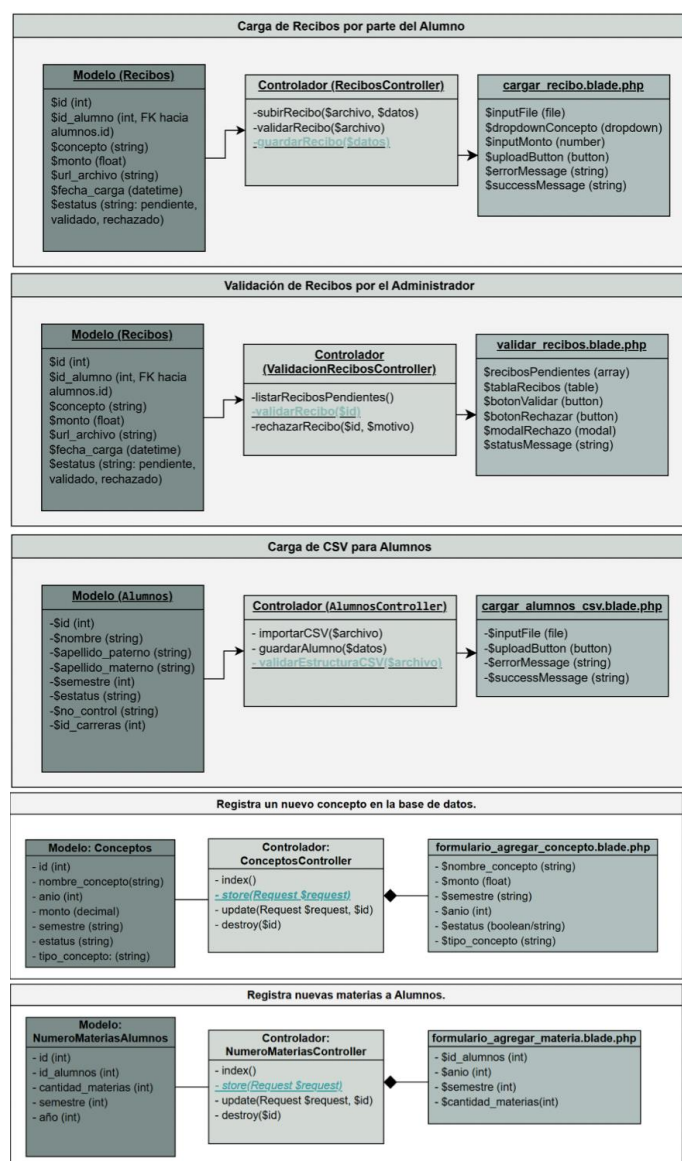 Carga de Recibos por parte del Alumno
Modelo (Recibos)
$id (int)
$id_alumno (int, FK hacia
alumnos.id)
$concepto (string)
$monto (float)
$url_archivo (string)
$fecha_carga (datetime)
$estatus (string: pendiente,
validado, rechazado)
Controlador (RecibosController)
-subirRecibo($archivo, $datos)
-validarRecibo($archivo)
-guardarRecibo($datos)
cargar_recibo.blade.php
$inputFile (file)
$dropdownConcepto (dropdown)
$inputMonto (number)
$uploadButton (button)
$errorMessage (string)
$successMessage (string)
Validación de Recibos por el Administrador
Modelo (Recibos)
$id (int)
$id_alumno (int, FK hacia
alumnos.id)
$concepto (string)
$monto (float)
$url_archivo (string)
$fecha_carga (datetime)
$estatus (string: pendiente,
validado, rechazado)
Controlador
(ValidacionRecibosController)
-listarRecibosPendientes()
-validarRecibo($id)
-rechazarRecibo($id, $motivo)
validar_recibos.blade.php
$recibosPendientes (array)
$tablaRecibos (table)
$botonValidar (button)
$botonRechazar (button)
$modalRechazo (modal)
$statusMessage (string)
Carga de CSV para Alumnos
Modelo (Alumnos)
-$id (int)
-$nombre (string)
-$apellido_paterno (string)
-$apellido_materno (string)
-$semestre (int)
-$estatus (string)
-$no_control (string)
-$id_carreras (int)
Controlador (AlumnosController)
- importarCSV($archivo)
- guardarAlumno($datos)
- validarEstructuraCSV($archivo)
cargar_alumnos_csv.blade.php
-$inputFile (file)
-$uploadButton (button)
-$errorMessage (string)
-$successMessage (string)
Registra un nuevo concepto en la base de datos.
Modelo: Conceptos
- id (int)
- nombre_concepto(string)
- anio (int)
- monto (decimal)
- semestre (string)
- estatus (string)
- tipo_concepto: (string)
Controlador:
ConceptosController
- index()
- store(Request $request)
- update(Request $request, $id)
- destroy($id)
formulario_agregar_concepto.blade.php
- $nombre_concepto (string)
- $monto (float)
- $semestre (string)
- $anio (int)
- $estatus (boolean/string)
- $tipo_concepto (string)
Registra nuevas materias a Alumnos.
Modelo:
NumeroMateriasAlumnos
- id (int)
- id_alumnos (int)
- cantidad_materias (int)
- semestre (int)
- año (int)
Controlador:
NumeroMateriasController
- index()
- store(Request $request)
- update(Request $request, $id)
- destroy($id)
formulario_agregar_materia.blade.php
- $id_alumnos (int)
- $anio (int)
- $semestre (int)
- $cantidad_materias(int)